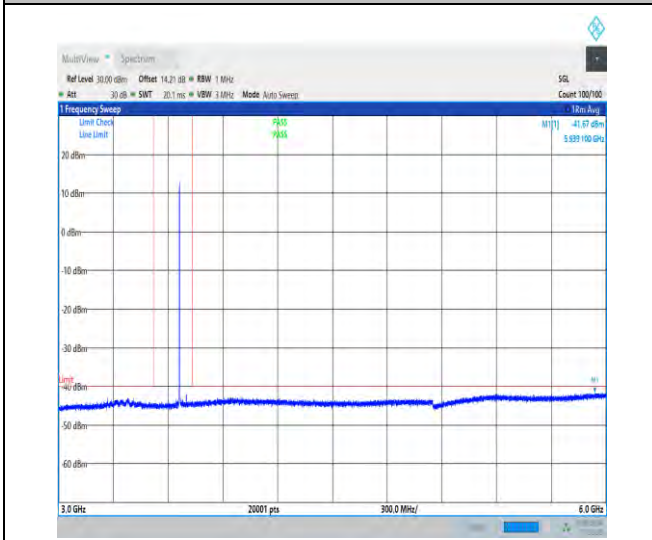 MultiView Spectrum
Ref Level 30.00 dBm Offset 14.21 dB RBW 1 MHz SGL
Att 30 dB SWT 20.1 ms VBW 3 MHz Mode Auto Sweep Count 100/100
1 Frequency Sweep 1Rm Avg
Limit Check PASS M1[1] -41.67 dBm
Line Limit PASS 5.939 100 GHz
20 dBm
10 dBm
0 dBm
-10 dBm
-20 dBm
-30 dBm
Limit
-40 dBm
M1
-50 dBm
-60 dBm
3.0 GHz 20001 pts 300.0 MHz/ 6.0 GHz